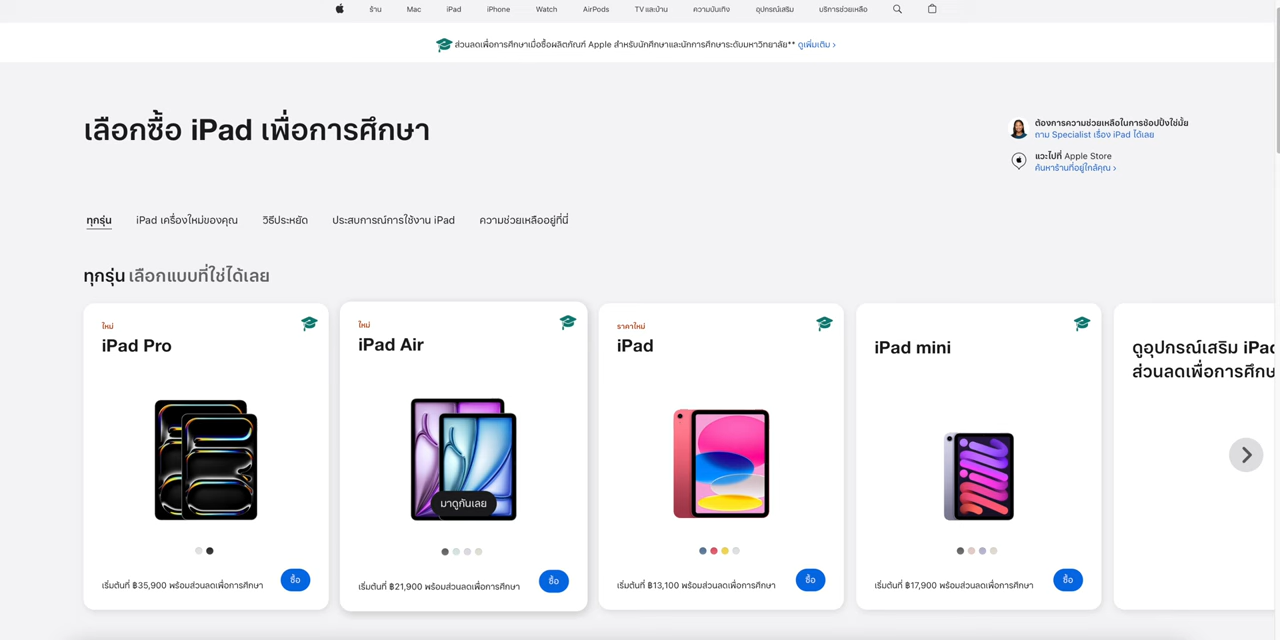 ร้าน Mac iPad iPhone Watch AirPods TV และบ้าน ความบันเทิง อุปกรณ์เสริม บริการช่วยเหลือ
ส่วนลดเพื่อการศึกษาเมื่อซื้อผลิตภัณฑ์ Apple สำหรับนักศึกษาและนักการศึกษาระดับมหาวิทยาลัย** ดูเพิ่มเติม >
เลือกซื้อ iPad เพื่อการศึกษา
ต้องการความช่วยเหลือในการช้อปปิ้งใช่มั้ย
ถาม Specialist เรื่อง iPad ได้เลย
แวะไปที่ Apple Store
ค้นหาร้านที่อยู่ใกล้คุณ >
ทุกรุ่น iPad เครื่องใหม่ของคุณ วิธีประหยัด ประสบการณ์การใช้งาน iPad ความช่วยเหลืออยู่ที่นี่
ทุกรุ่น เลือกแบบที่ใช่ได้เลย
ใหม่
iPad Pro
เริ่มต้นที่ ฿35,900 พร้อมส่วนลดเพื่อการศึกษา
ซื้อ
ใหม่
iPad Air
มาดูกันเลย
เริ่มต้นที่ ฿21,900 พร้อมส่วนลดเพื่อการศึกษา
ซื้อ
ราคาใหม่
iPad
เริ่มต้นที่ ฿13,100 พร้อมส่วนลดเพื่อการศึกษา
ซื้อ
iPad mini
เริ่มต้นที่ ฿17,900 พร้อมส่วนลดเพื่อการศึกษา
ซื้อ
ดูอุปกรณ์เสริม iPad
ส่วนลดเพื่อการศึกษ